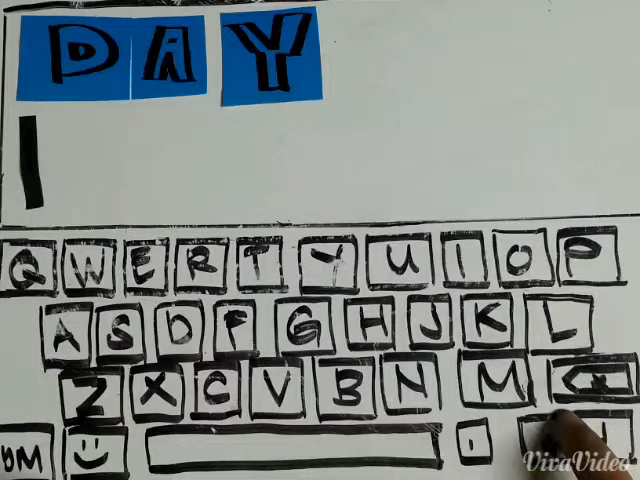 DAY
QWERTYUIOP
ASDFGHJKL
ZXCVBNM
.
VivaVideo